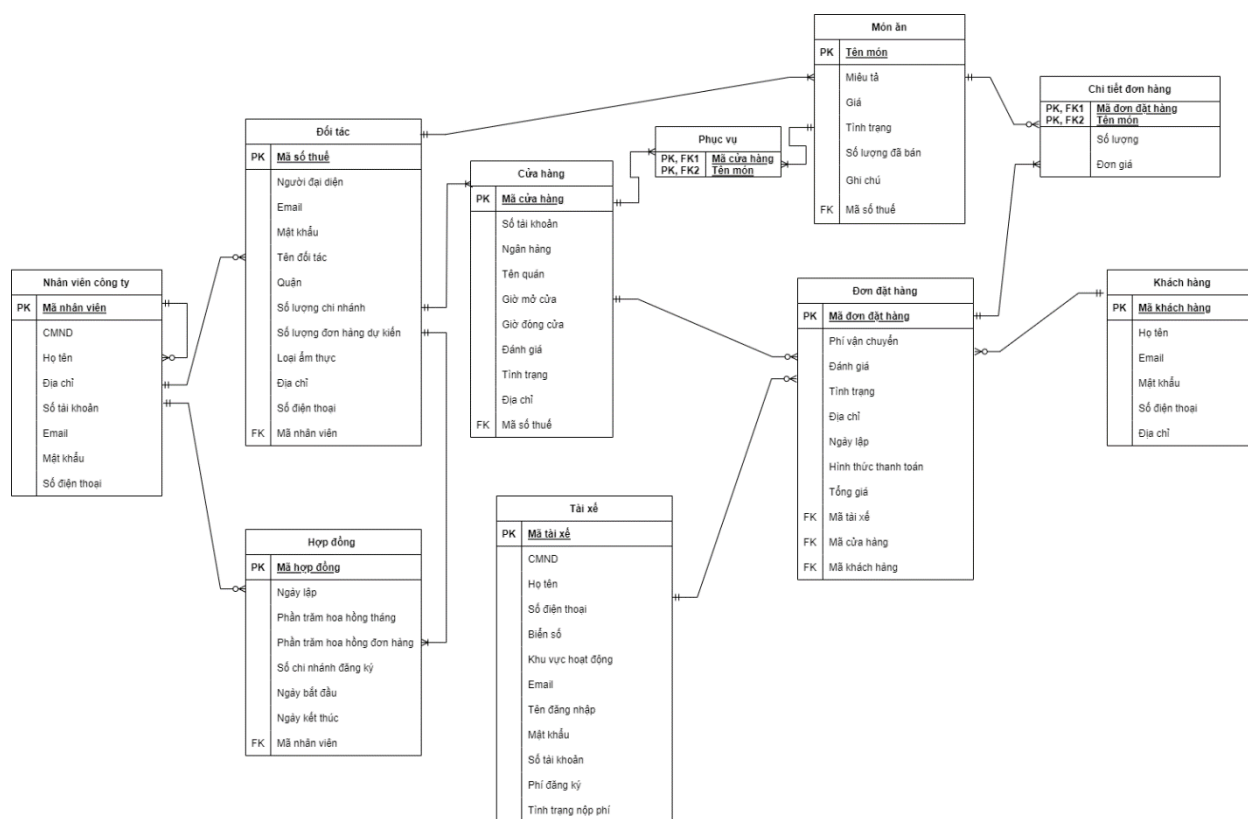 Món ăn
PK Tên món
Miêu tả
Giá
Tình trạng
Số lượng đã bán
Ghi chú
FK Mã số thuế
Chi tiết đơn hàng
PK, FK1 Mã đơn đặt hàng
PK, FK2 Tên món
Số lượng
Đơn giá
Đối tác
PK Mã số thuế
Người đại diện
Email
Mật khẩu
Tên đối tác
Quận
Số lượng chi nhánh
Số lượng đơn hàng dự kiến
Loại ẩm thực
Địa chỉ
Số điện thoại
FK Mã nhân viên
Phục vụ
PK, FK1 Mã cửa hàng
PK, FK2 Tên món
Cửa hàng
PK Mã cửa hàng
Số tài khoản
Ngân hàng
Tên quán
Giờ mở cửa
Giờ đóng cửa
Đánh giá
Tình trạng
Địa chỉ
FK Mã số thuế
Nhân viên công ty
PK Mã nhân viên
CMND
Họ tên
Địa chỉ
Số tài khoản
Email
Mật khẩu
Số điện thoại
Đơn đặt hàng
PK Mã đơn đặt hàng
Phí vận chuyển
Đánh giá
Tình trạng
Địa chỉ
Ngày lập
Hình thức thanh toán
Tổng giá
FK Mã tài xế
FK Mã cửa hàng
FK Mã khách hàng
Khách hàng
PK Mã khách hàng
Họ tên
Email
Mật khẩu
Số điện thoại
Địa chỉ
Hợp đồng
PK Mã hợp đồng
Ngày lập
Phần trăm hoa hồng tháng
Phần trăm hoa hồng đơn hàng
Số chi nhánh đăng ký
Ngày bắt đầu
Ngày kết thúc
FK Mã nhân viên
Tài xế
PK Mã tài xế
CMND
Họ tên
Số điện thoại
Biển số
Khu vực hoạt động
Email
Tên đăng nhập
Mật khẩu
Số tài khoản
Phí đăng ký
Tình trạng nộp phí